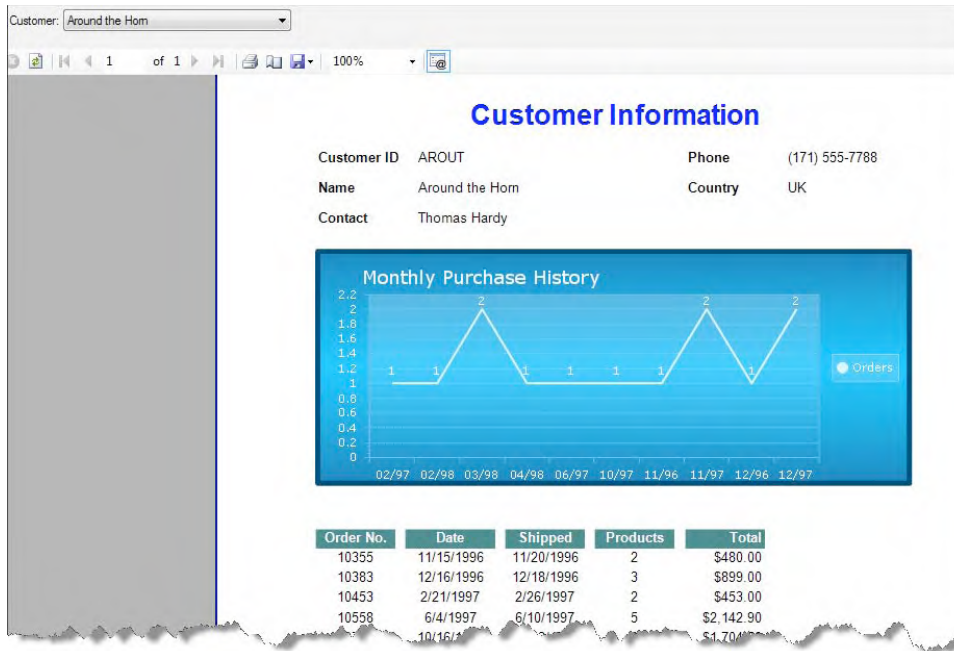 Customer: Around the Horn
1 of 1 100%
Customer Information
Customer ID AROUT Phone (171) 555-7788
Name Around the Horn Country UK
Contact Thomas Hardy
Monthly Purchase History
2.2
2
1.8
1.6
1.4
1.2
1
0.8
0.6
0.4
0.2
0
1 1 2 1 1 1 1 2 1 2
Orders
02/97 02/98 03/98 04/98 06/97 10/97 11/96 11/97 12/96 12/97
Order No. Date Shipped Products Total
10355 11/15/1996 11/20/1996 2 $480.00
10383 12/16/1996 12/18/1996 3 $899.00
10453 2/21/1997 2/26/1997 2 $453.00
10558 6/4/1997 6/10/1997 5 $2,142.90